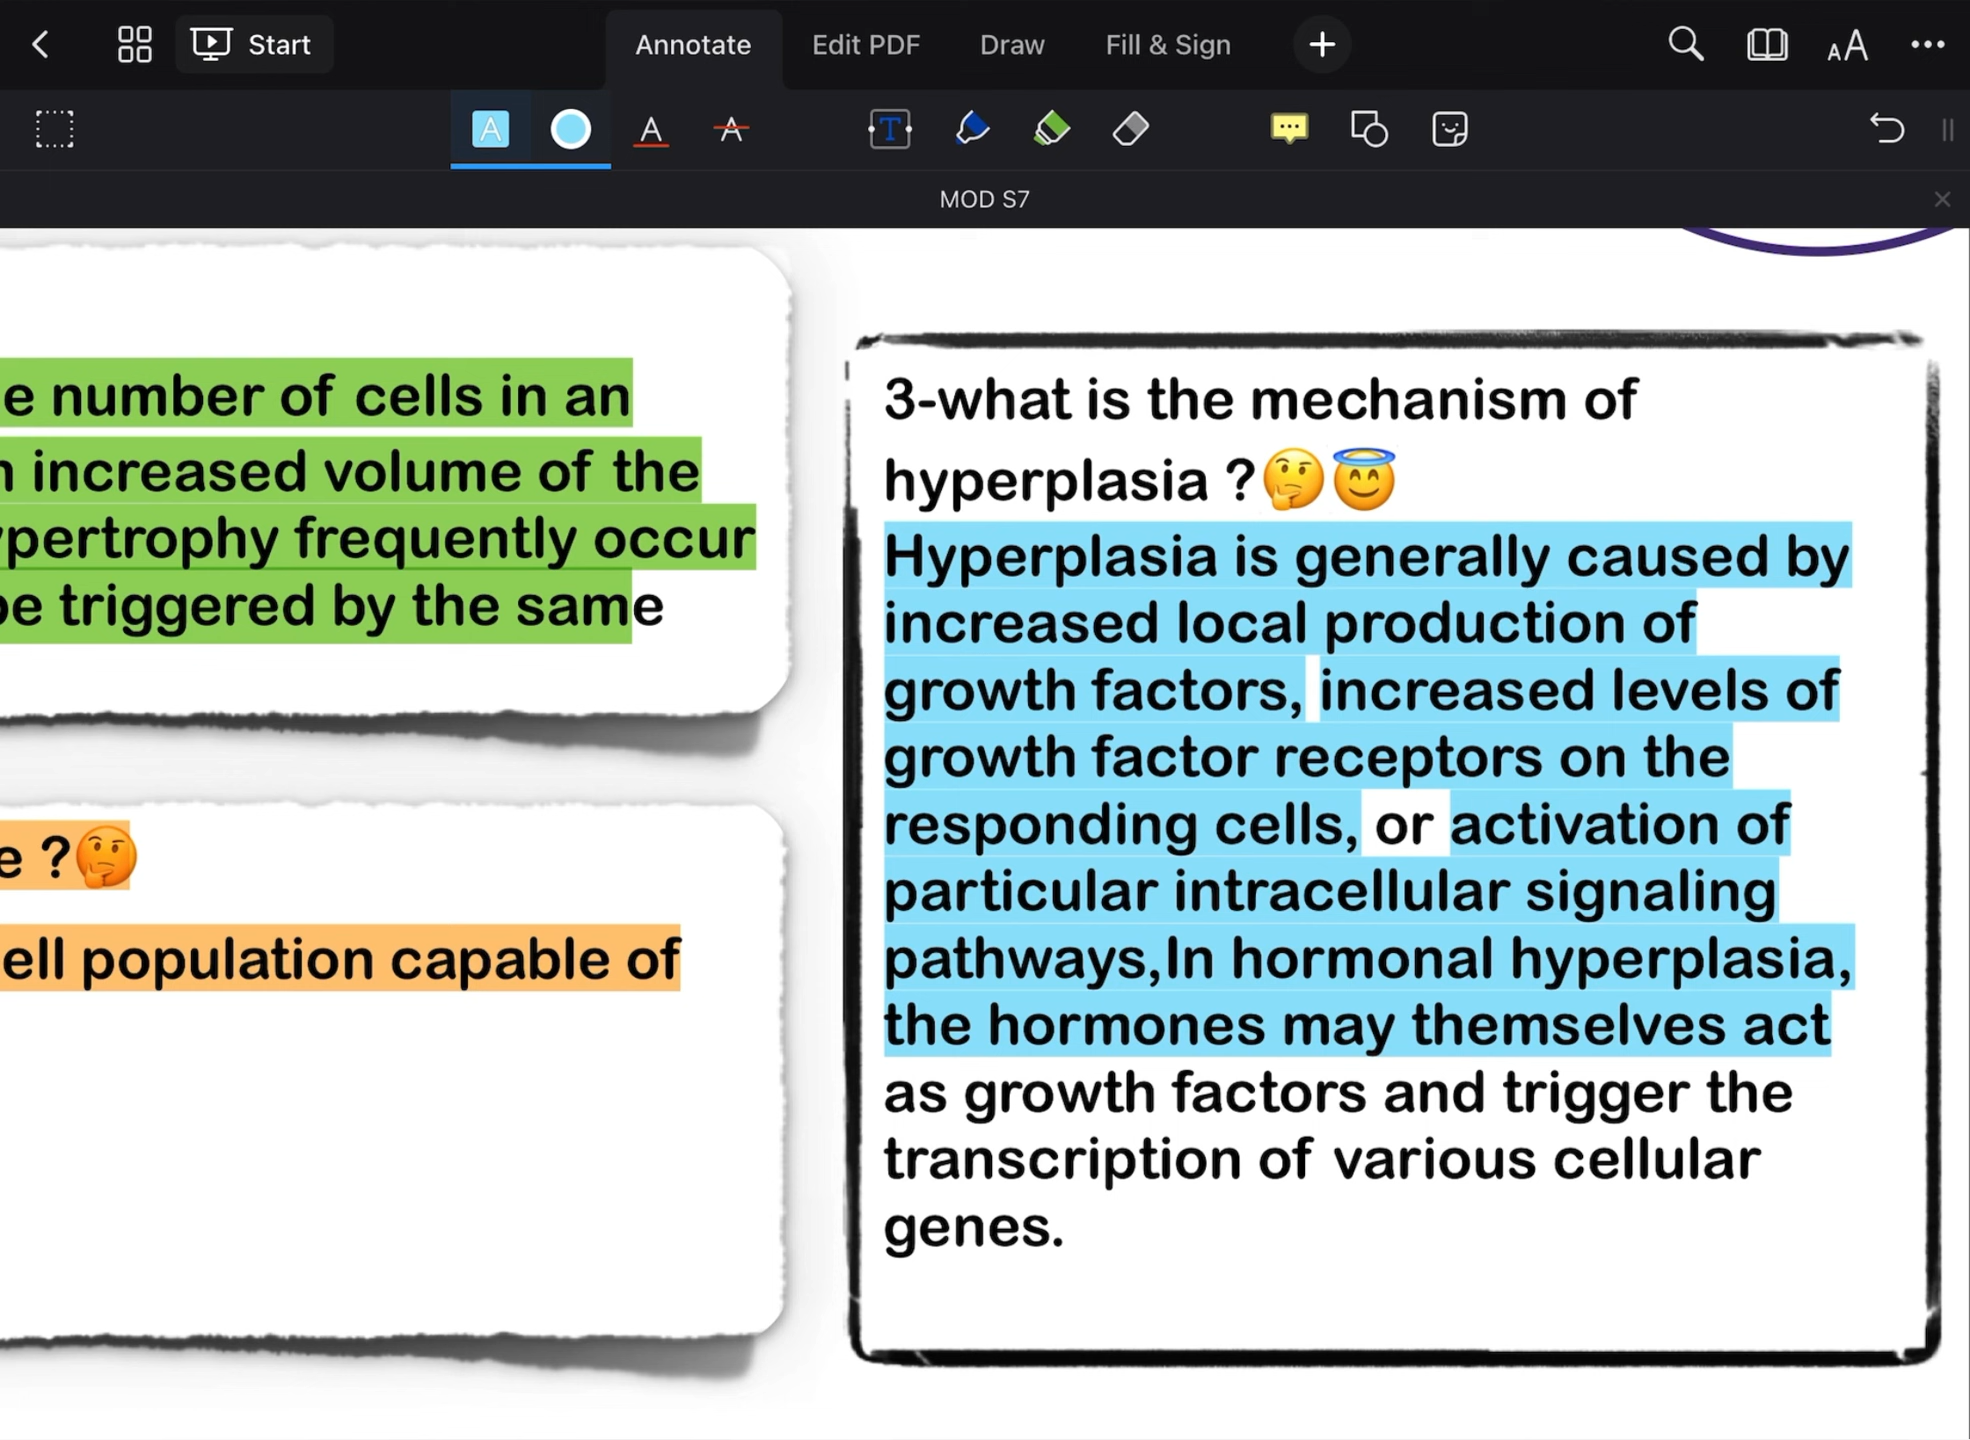 Start
Annotate
Edit PDF
Draw
Fill & Sign
AA
A
A
A
T
MOD S7
e number of cells in an
n increased volume of the
ypertrophy frequently occur
be triggered by the same
e ?🤔
ell population capable of
3-what is the mechanism of
hyperplasia ?🤔😇
Hyperplasia is generally caused by
increased local production of
growth factors, increased levels of
growth factor receptors on the
responding cells, or activation of
particular intracellular signaling
pathways,In hormonal hyperplasia,
the hormones may themselves act
as growth factors and trigger the
transcription of various cellular
genes.